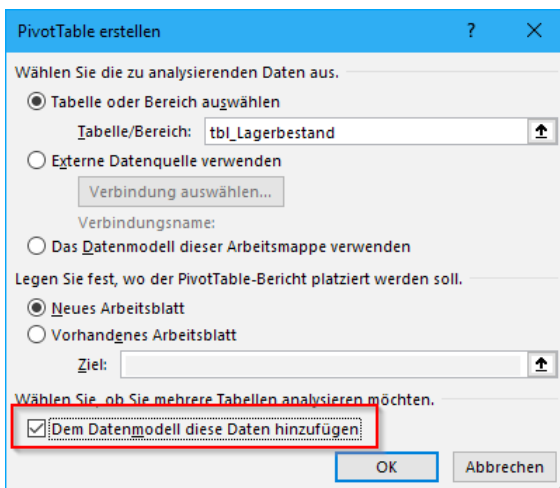 PivotTable erstellen ? ×
Wählen Sie die zu analysierenden Daten aus.
Tabelle oder Bereich auswählen
Tabelle/Bereich: tbl_Lagerbestand
Externe Datenquelle verwenden
Verbindung auswählen...
Verbindungsname:
Das Datenmodell dieser Arbeitsmappe verwenden
Legen Sie fest, wo der PivotTable-Bericht platziert werden soll.
Neues Arbeitsblatt
Vorhandenes Arbeitsblatt
Ziel:
Wählen Sie, ob Sie mehrere Tabellen analysieren möchten.
Dem Datenmodell diese Daten hinzufügen
OK Abbrechen